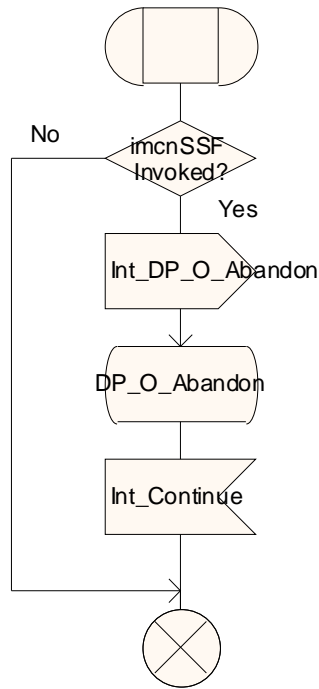 No
imcnSSF
Invoked?
Yes
Int_DP_O_Abandon
DP_O_Abandon
Int_Continue